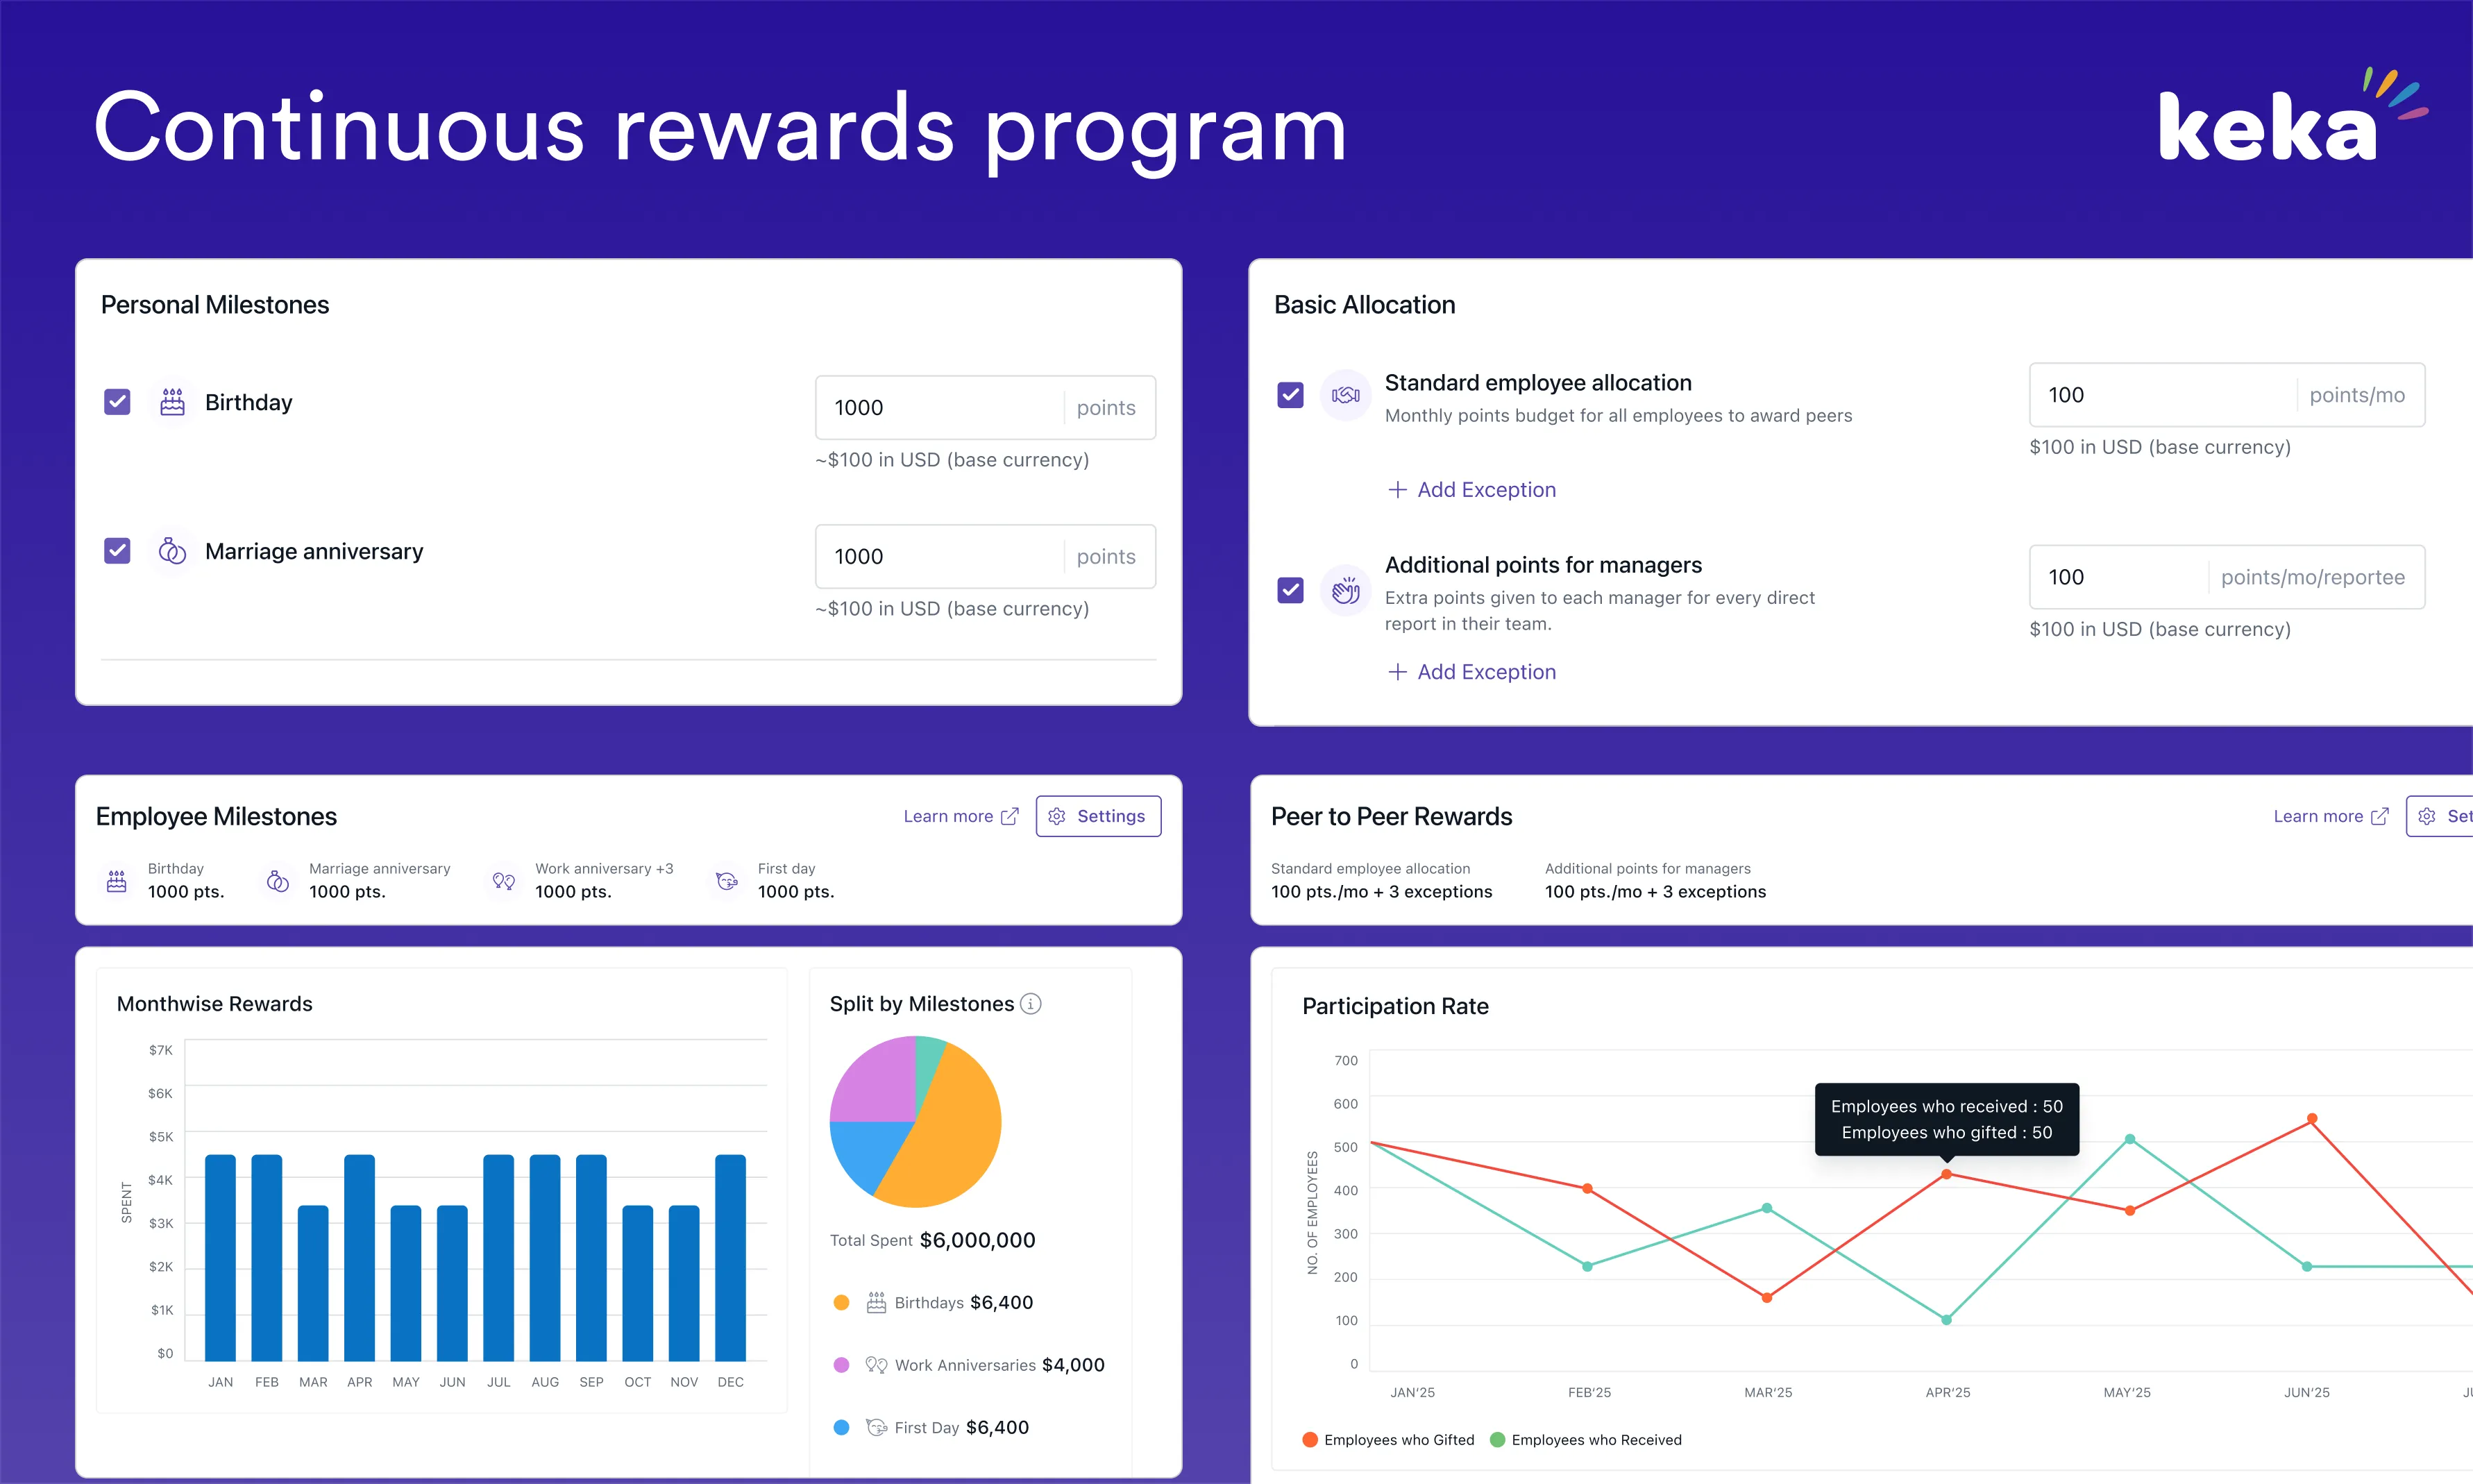 Continuous rewards program
keka
Personal Milestones
Birthday
1000 points
~$100 in USD (base currency)
Marriage anniversary
1000 points
~$100 in USD (base currency)
Basic Allocation
Standard employee allocation
Monthly points budget for all employees to award peers
100 points/mo
$100 in USD (base currency)
+ Add Exception
Additional points for managers
Extra points given to each manager for every direct
report in their team.
100 points/mo/reportee
$100 in USD (base currency)
+ Add Exception
Employee Milestones
Learn more
Settings
Birthday
1000 pts.
Marriage anniversary
1000 pts.
Work anniversary +3
1000 pts.
First day
1000 pts.
Peer to Peer Rewards
Learn more
Set
Standard employee allocation
100 pts./mo + 3 exceptions
Additional points for managers
100 pts./mo + 3 exceptions
Monthwise Rewards
$7K
$6K
$5K
$4K
$3K
$2K
$1K
$0
SPENT
JAN FEB MAR APR MAY JUN JUL AUG SEP OCT NOV DEC
Split by Milestones
Total Spent $6,000,000
Birthdays $6,400
Work Anniversaries $4,000
First Day $6,400
Participation Rate
700
600
500
400
300
200
100
0
NO. OF EMPLOYEES
Employees who received : 50
Employees who gifted : 50
JAN'25 FEB'25 MAR'25 APR'25 MAY'25 JUN'25
Employees who Gifted
Employees who Received